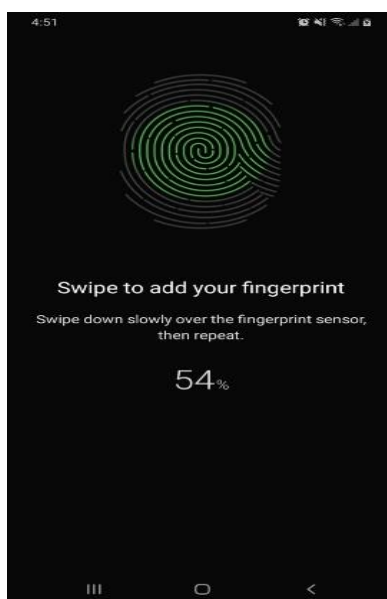 4:51
Swipe to add your fingerprint
Swipe down slowly over the fingerprint sensor,
then repeat.
54%